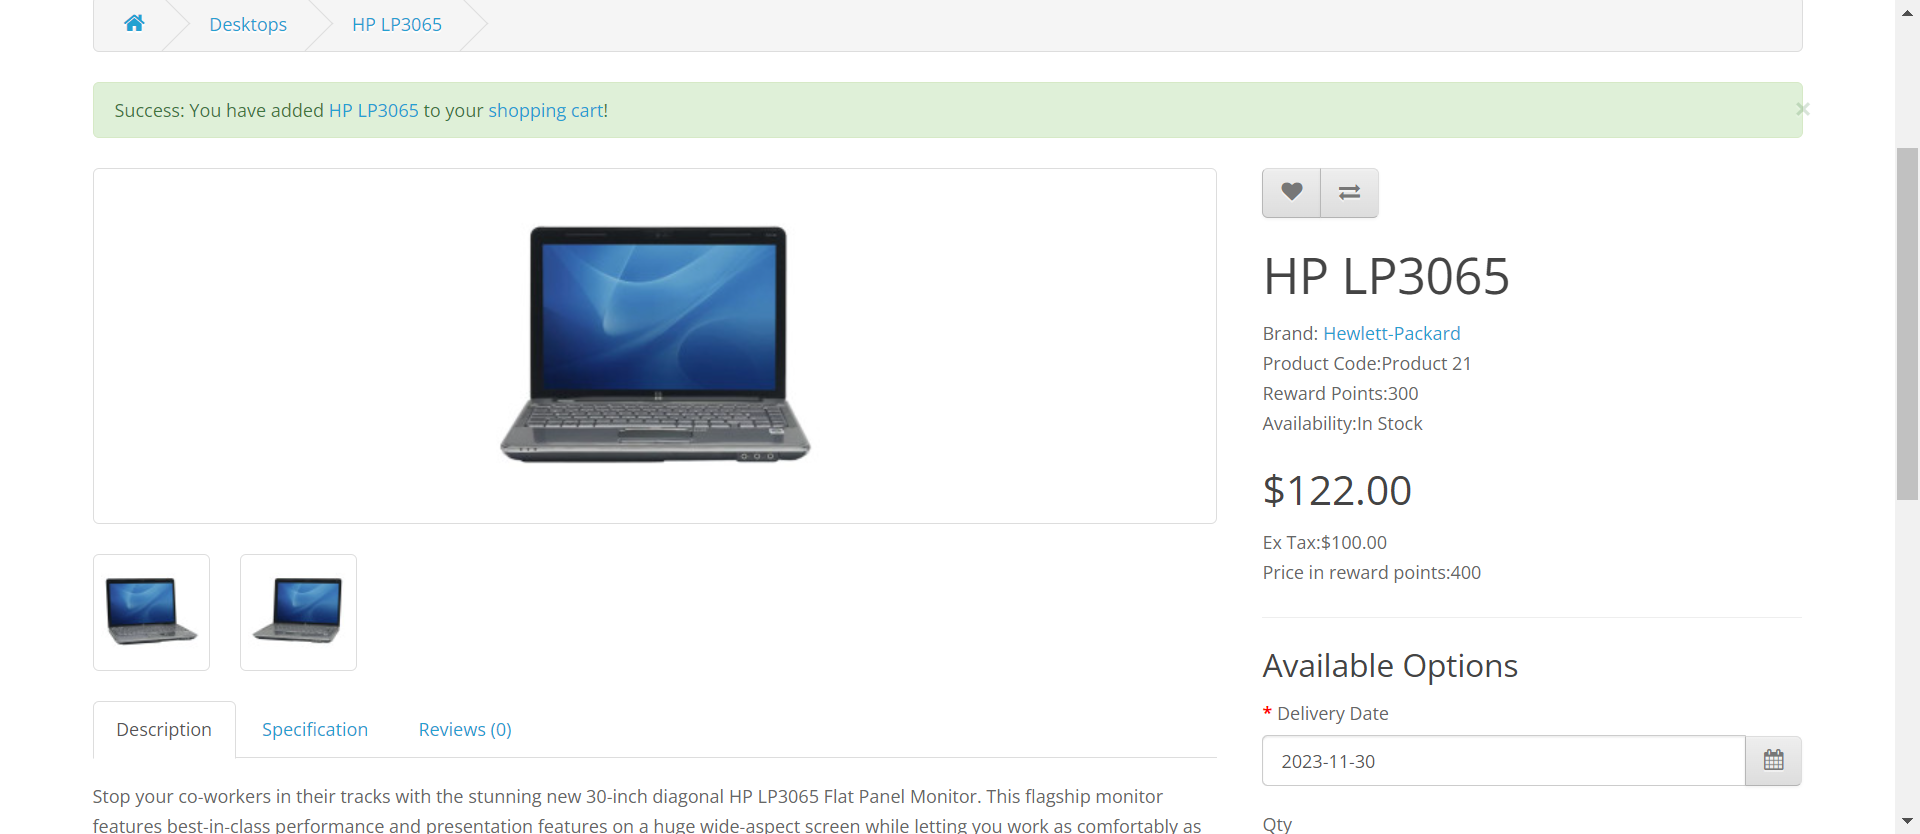 Desktops
HP LP3065
Success: You have added HP LP3065 to your shopping cart!
×
HP LP3065
Brand: Hewlett-Packard
Product Code:Product 21
Reward Points:300
Availability:In Stock
$122.00
Ex Tax:$100.00
Price in reward points:400
Available Options
* Delivery Date
2023-11-30
Qty
Description
Specification
Reviews (0)
Stop your co-workers in their tracks with the stunning new 30-inch diagonal HP LP3065 Flat Panel Monitor. This flagship monitor
features best-in-class performance and presentation features on a huge wide-aspect screen while letting you work as comfortably as